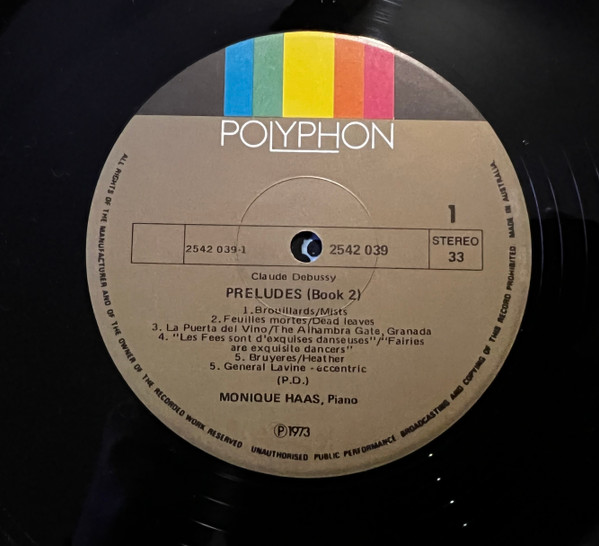 POLYPHON
1
2542 039-1
2542 039
STEREO
33
Claude Debussy
PRELUDES (Book 2)
1. Brouillards/Mists
2. Feuilles mortes/Dead leaves
3. La Puerta del Vino/The Alhambra Gate, Granada
4. "Les Fees sont d'exquises danseuses"/"Fairies
are exquisite dancers"
5. Bruyeres/Heather
5. General Lavine - eccentric
(P.D.)
MONIQUE HAAS, Piano
Ⓟ1973
ALL RIGHTS OF THE MANUFACTURER AND OF THE OWNER OF THE RECORDED WORK RESERVED UNAUTHORISED PUBLIC PERFORMANCE BROADCASTING AND COPYING OF THIS RECORD PROHIBITED MADE IN AUSTRALIA.